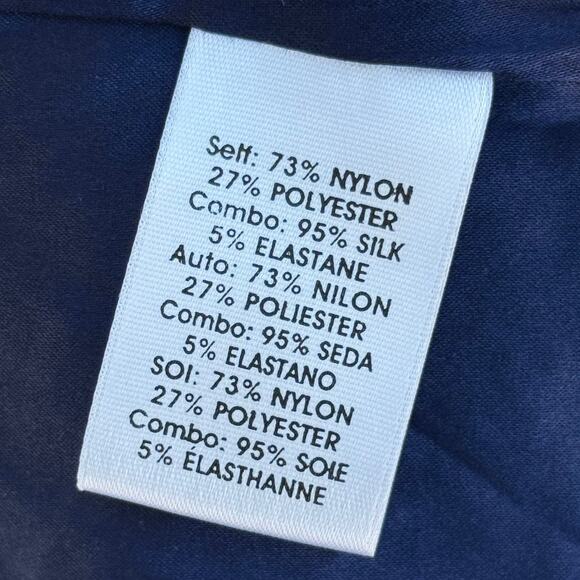 Self: 73% NYLON
27% POLYESTER
Combo: 95% SILK
5% ELASTANE
Auto: 73% NILON
27% POLIESTER
Combo: 95% SEDA
5% ELASTANO
SOI: 73% NYLON
27% POLYESTER
Combo: 95% SOIE
5% ÉLASTHANNE